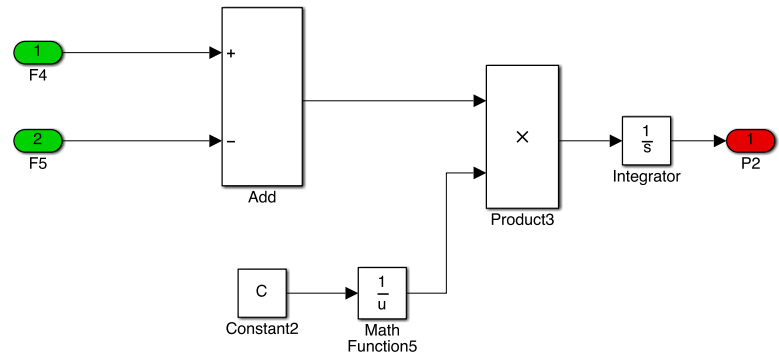 1
F4
+
2
F5
−
Add
×
Product3
1
s
Integrator
1
P2
C
Constant2
1
u
Math
Function5